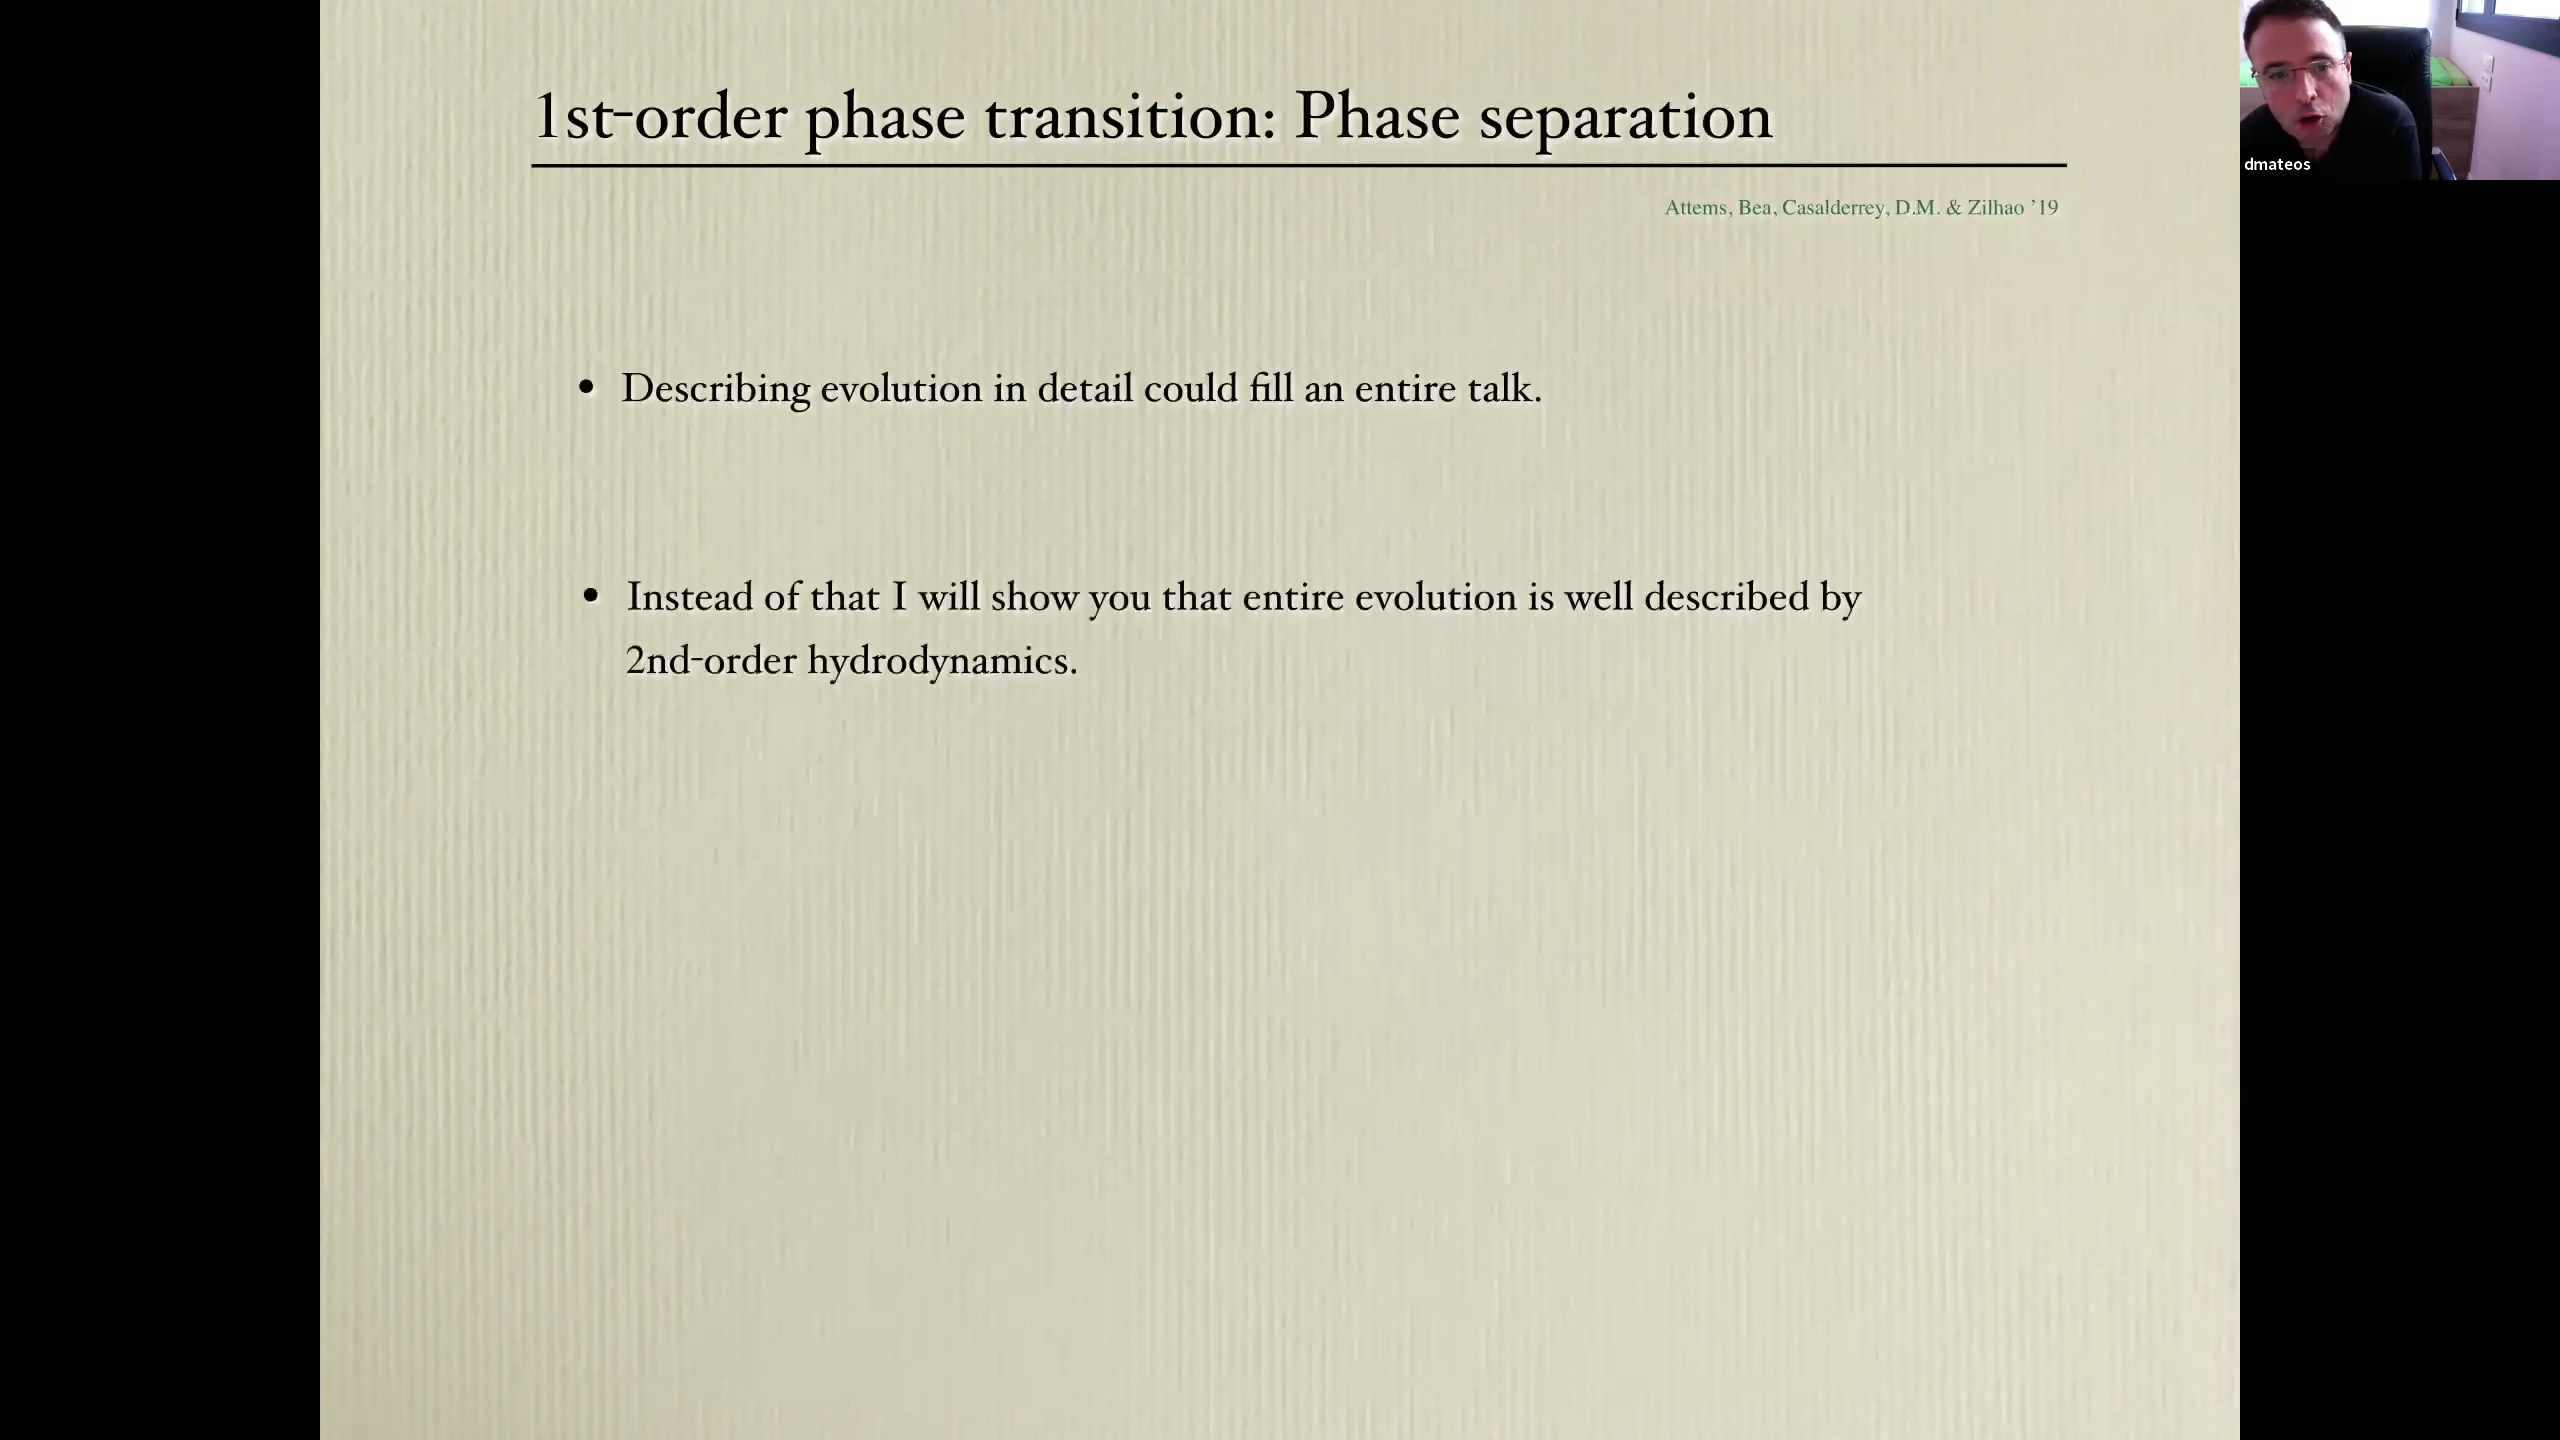 1st-order phase transition: Phase separation
dmateos
Attems, Bea, Casalderrey, D.M. & Zilhao ’19
• Describing evolution in detail could fill an entire talk.
• Instead of that I will show you that entire evolution is well described by
2nd-order hydrodynamics.